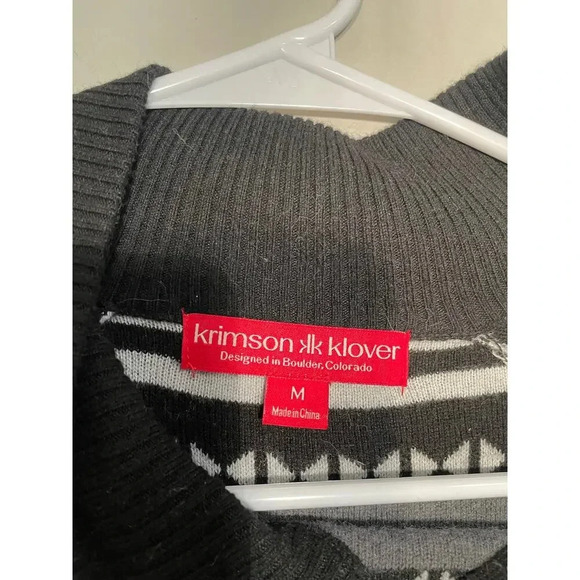 krimson kk klover
Designed in Boulder, Colorado
M
Made in China